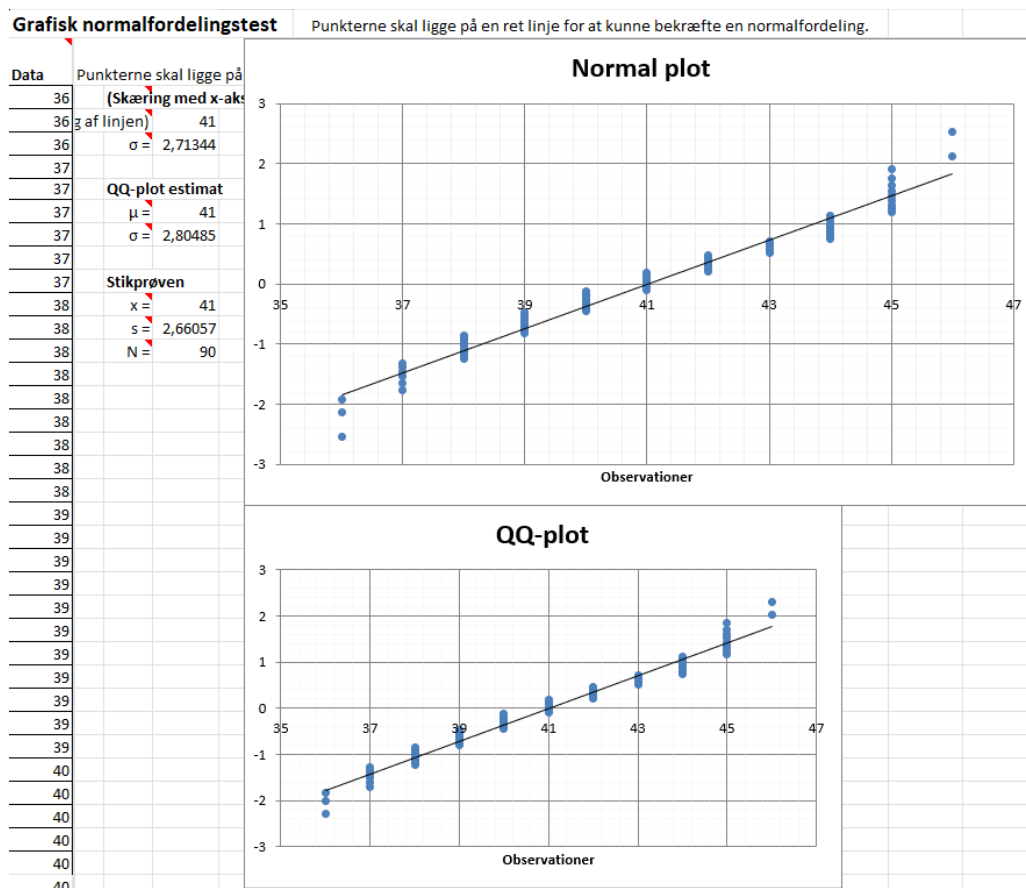 Grafisk normalfordelingstest Punkterne skal ligge på en ret linje for at kunne bekræfte en normalfordeling.
Data Punkterne skal ligge på
36 (Skæring med x-aks
36 g af linjen) 41
36 σ = 2,71344
37
37 QQ-plot estimat
37 μ = 41
37 σ = 2,80485
37
37 Stikprøven
38 x = 41
38 s = 2,66057
38 N = 90
38
38
38
38
38
38
39
39
39
39
39
39
39
39
39
39
39
40
40
40
40
40
40
Normal plot
3
2
1
0
35 37 39 41 43 45 47
-1
-2
-3
Observationer
QQ-plot
3
2
1
0
35 37 39 41 43 45 47
-1
-2
-3
Observationer